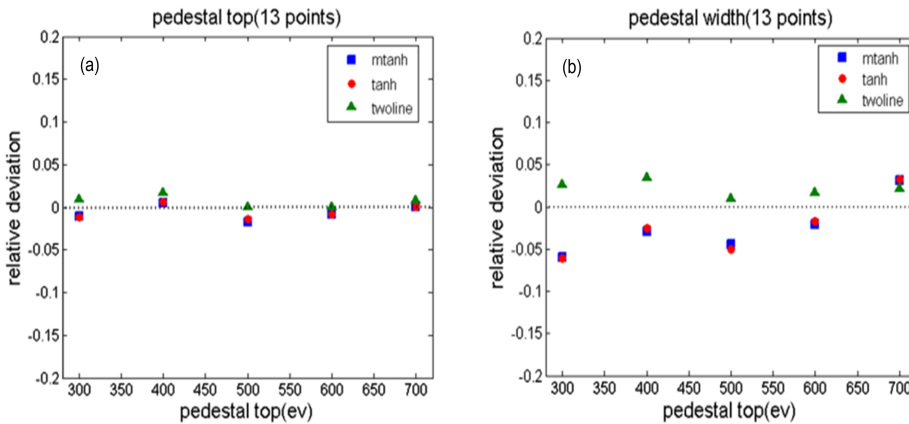 pedestal top(13 points)
(a)
mtanh
tanh
twoline
relative deviation
0.2
0.15
0.1
0.05
0
-0.05
-0.1
-0.15
-0.2
300 350 400 450 500 550 600 650 700
pedestal top(ev)
pedestal width(13 points)
(b)
mtanh
tanh
twoline
relative deviation
0.2
0.15
0.1
0.05
0
-0.05
-0.1
-0.15
-0.2
300 350 400 450 500 550 600 650 700
pedestal top(ev)